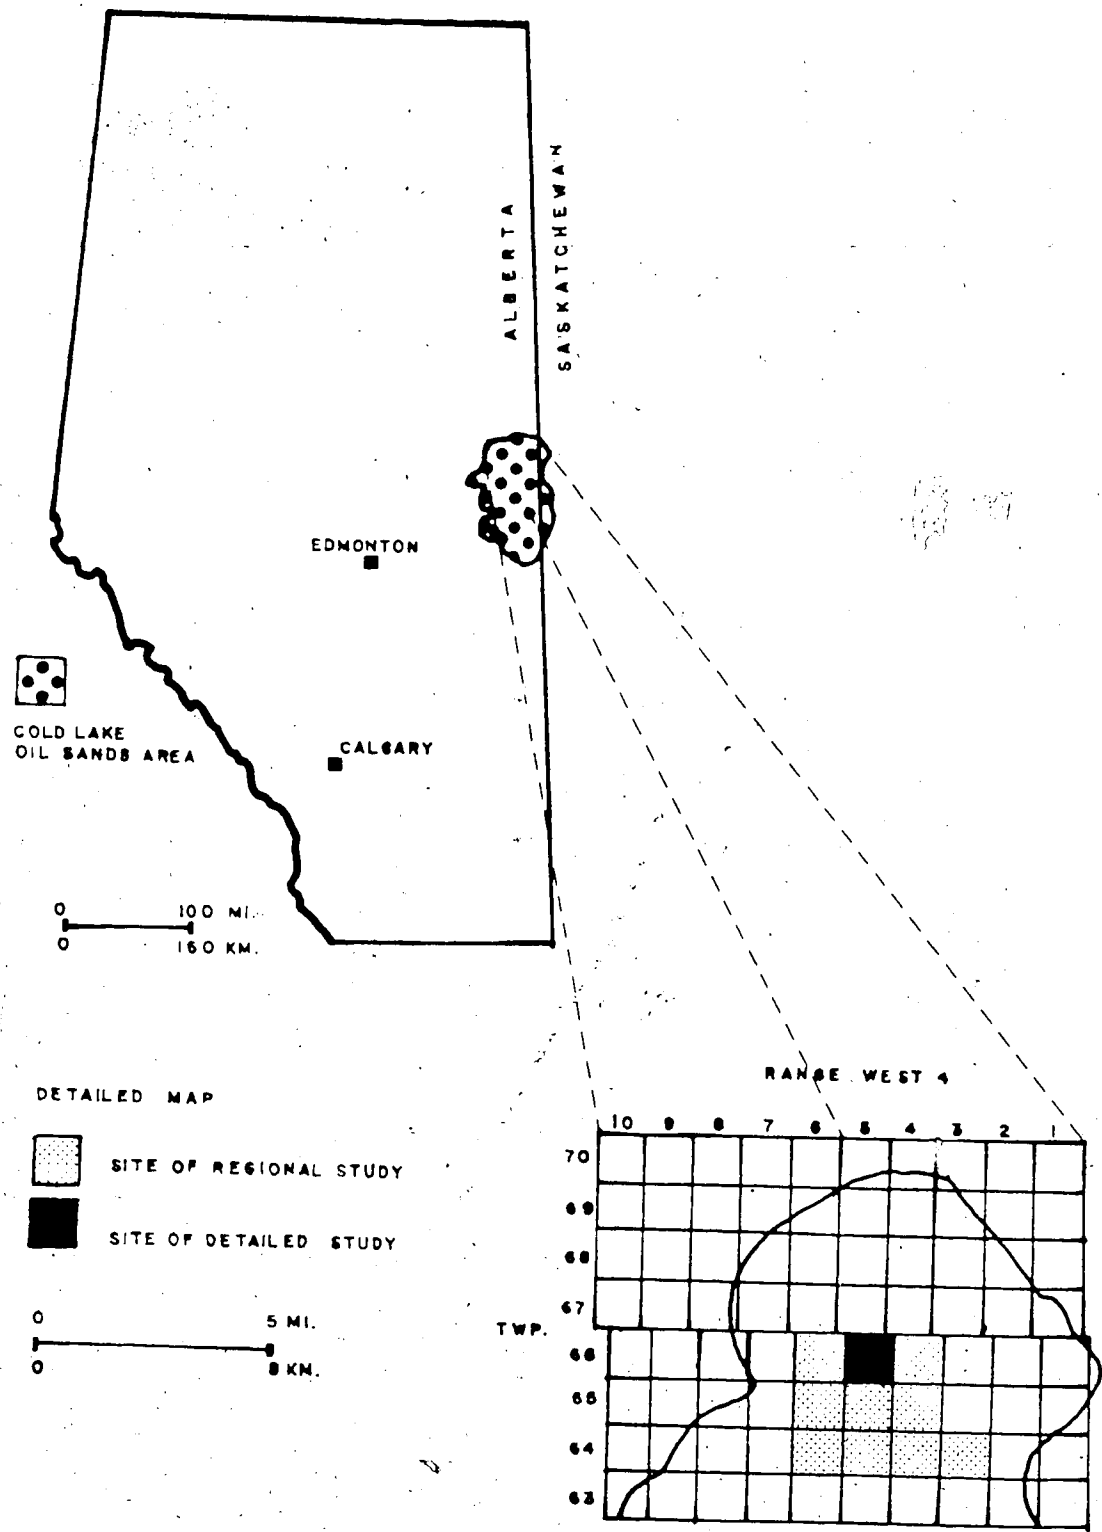 ALBERTA
SASKATCHEWAN
EDMONTON
COLD LAKE
OIL SANDS AREA
CALGARY
0 100 MI.
0 160 KM.
DETAILED MAP
SITE OF REGIONAL STUDY
SITE OF DETAILED STUDY
0 5 MI.
0 8 KM.
RANGE WEST 4
10 9 8 7 6 5 4 3 2 1
70
69
68
67
TWP.
66
65
64
63